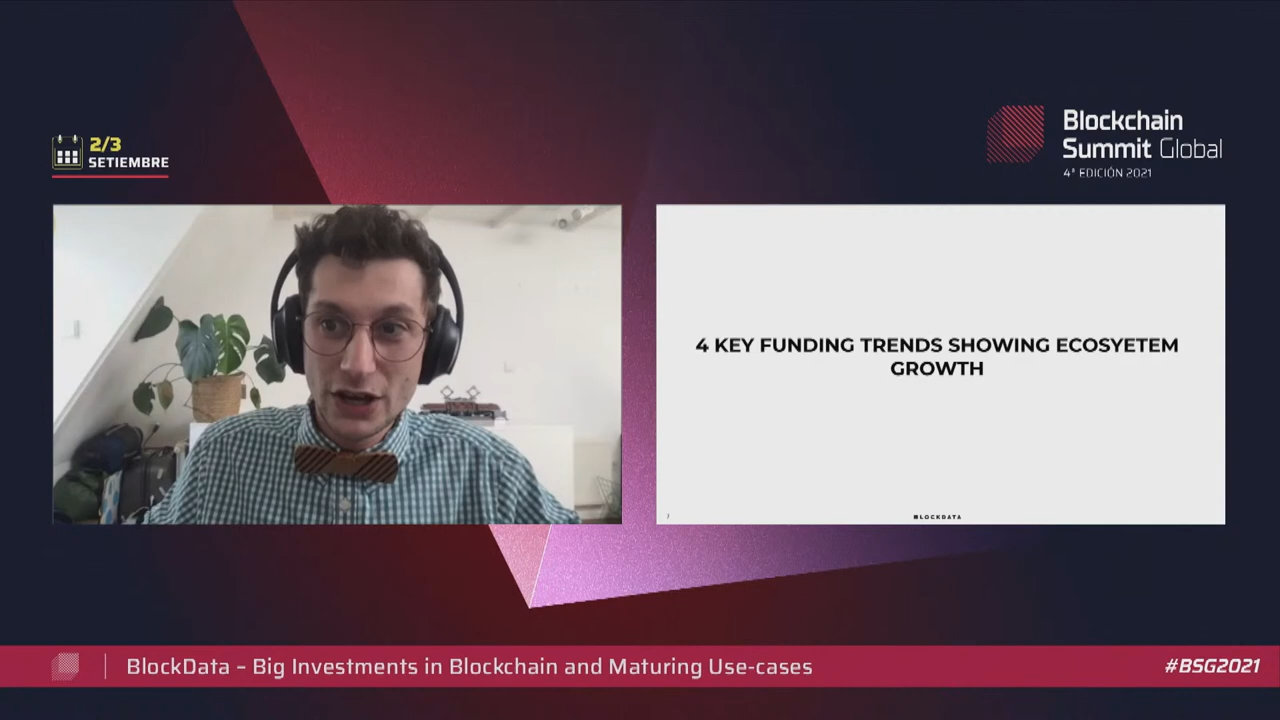 2/3
SETIEMBRE
Blockchain
Summit Global
4ª EDICIÓN 2021
4 KEY FUNDING TRENDS SHOWING ECOSYETEM
GROWTH
7
BLOCKDATA
BlockData – Big Investments in Blockchain and Maturing Use-cases
#BSG2021